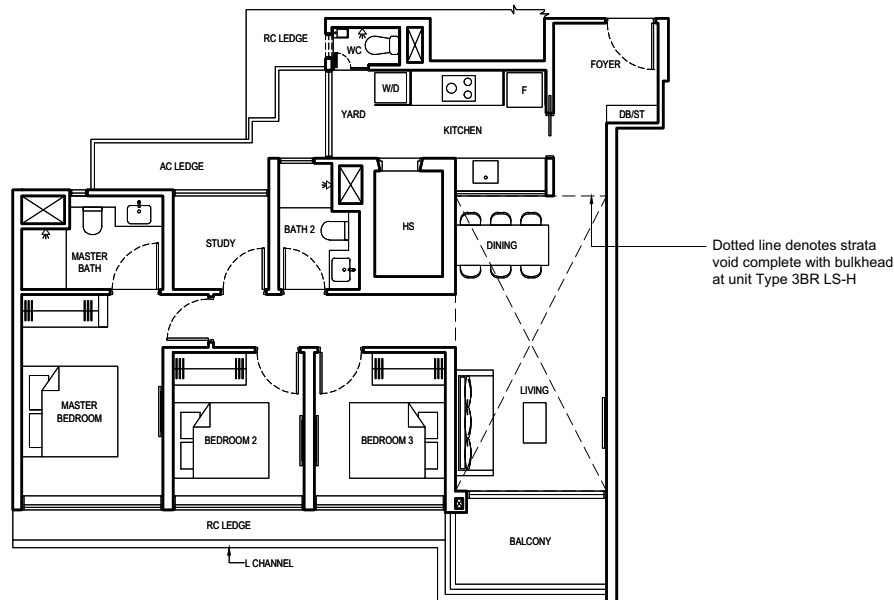 RC LEDGE
WC
FOYER
W/D
F
YARD
KITCHEN
DB/ST
AC LEDGE
HS
STUDY
BATH 2
DINING
MASTER
BATH
Dotted line denotes strata
void complete with bulkhead
at unit Type 3BR LS-H
MASTER
BEDROOM
LIVING
BEDROOM 2
BEDROOM 3
RC LEDGE
BALCONY
L CHANNEL